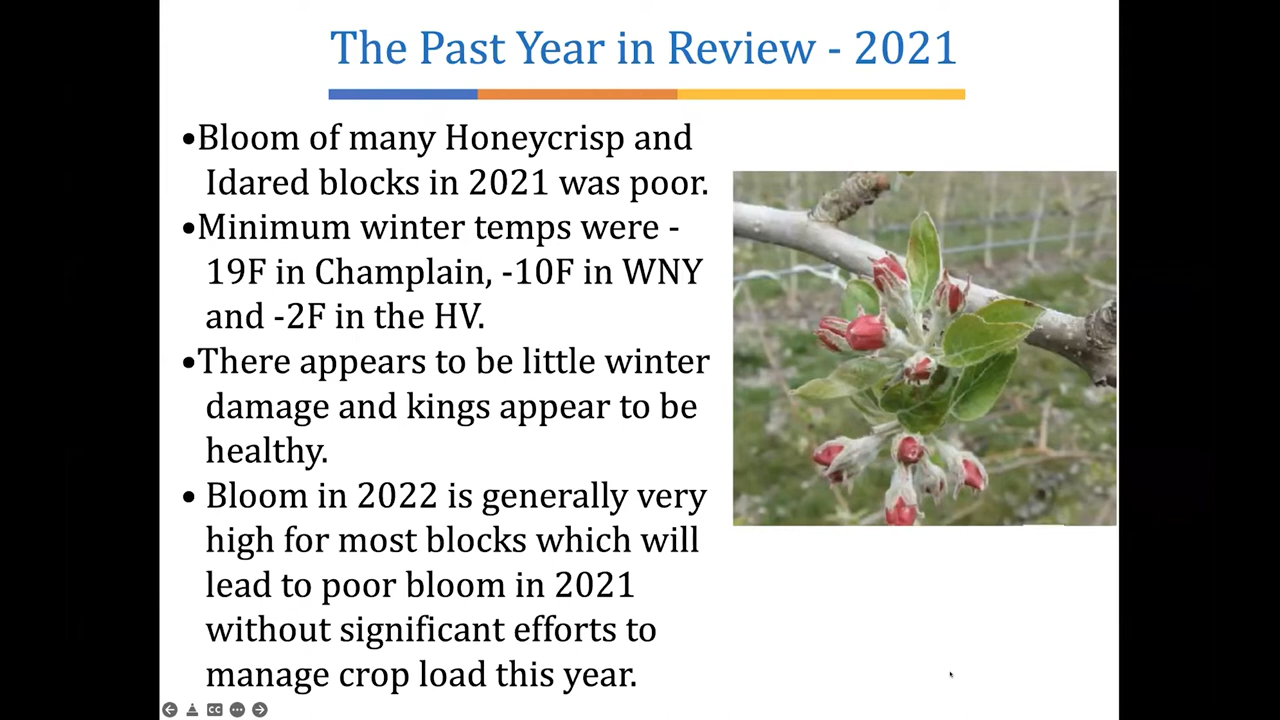 The Past Year in Review - 2021
•Bloom of many Honeycrisp and
Idared blocks in 2021 was poor.
•Minimum winter temps were -
19F in Champlain, -10F in WNY
and -2F in the HV.
•There appears to be little winter
damage and kings appear to be
healthy.
• Bloom in 2022 is generally very
high for most blocks which will
lead to poor bloom in 2021
without significant efforts to
manage crop load this year.
CC